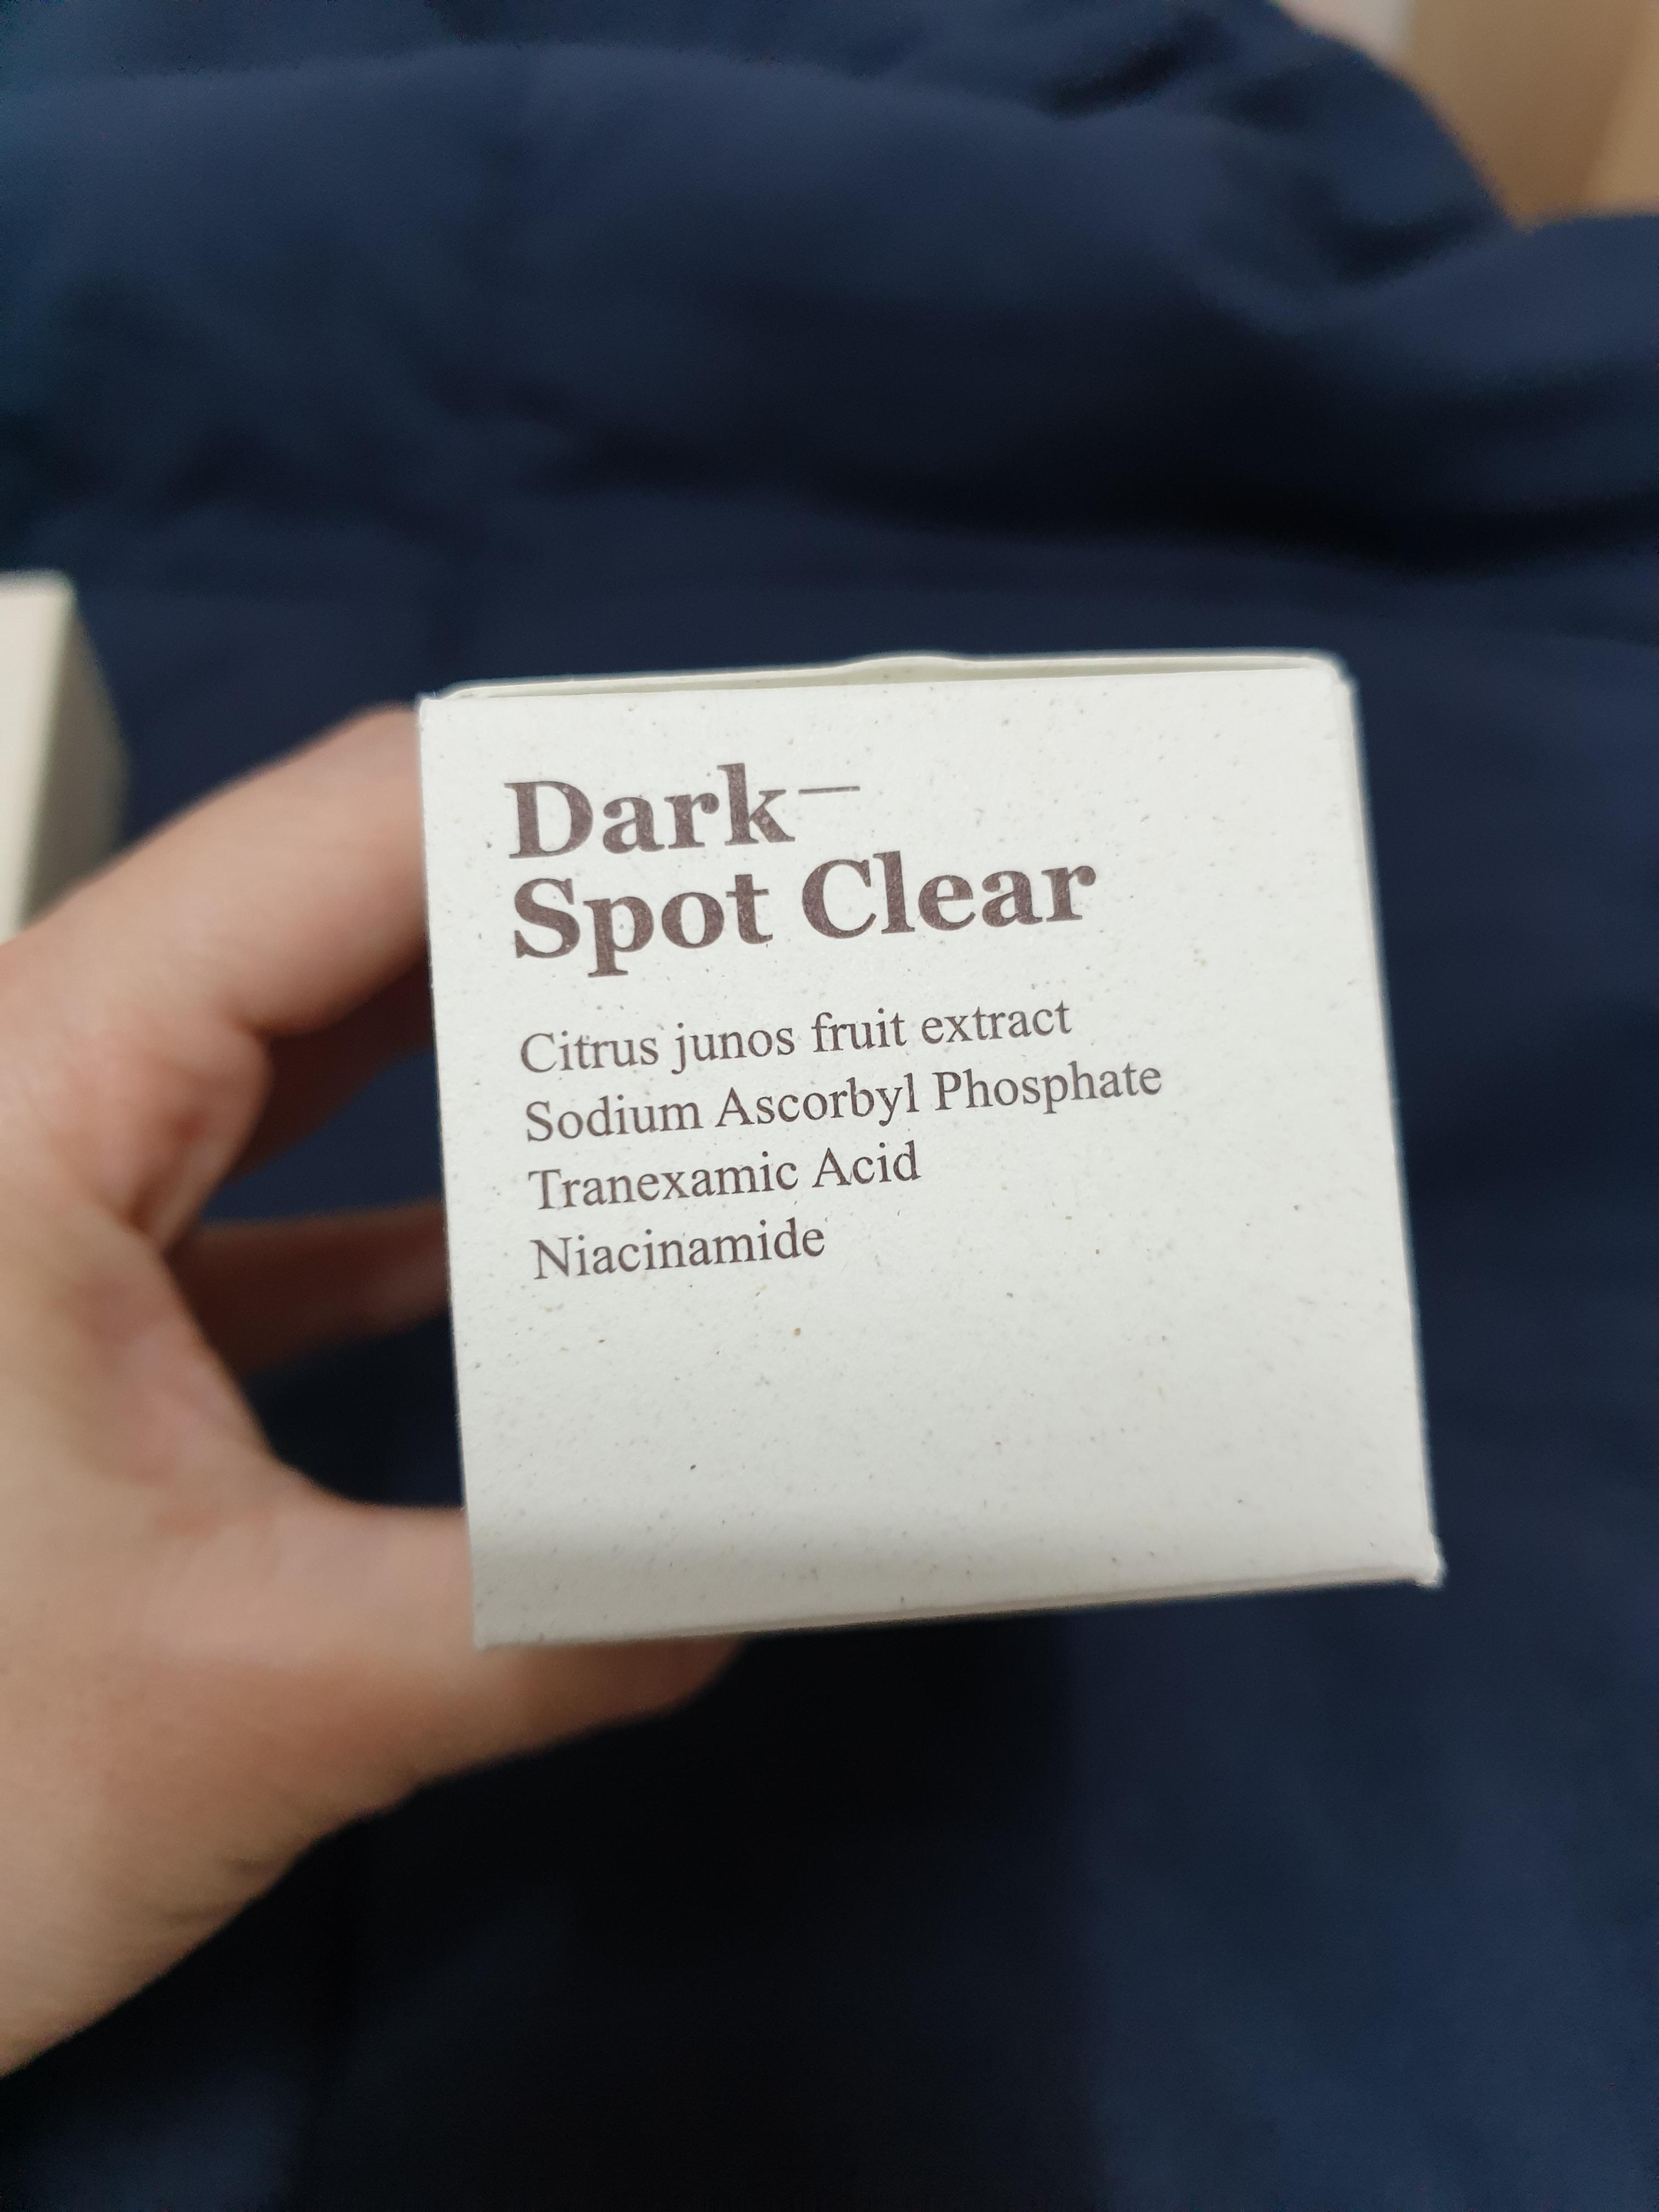 Dark—
Spot Clear
Citrus junos fruit extract
Sodium Ascorbyl Phosphate
Tranexamic Acid
Niacinamide